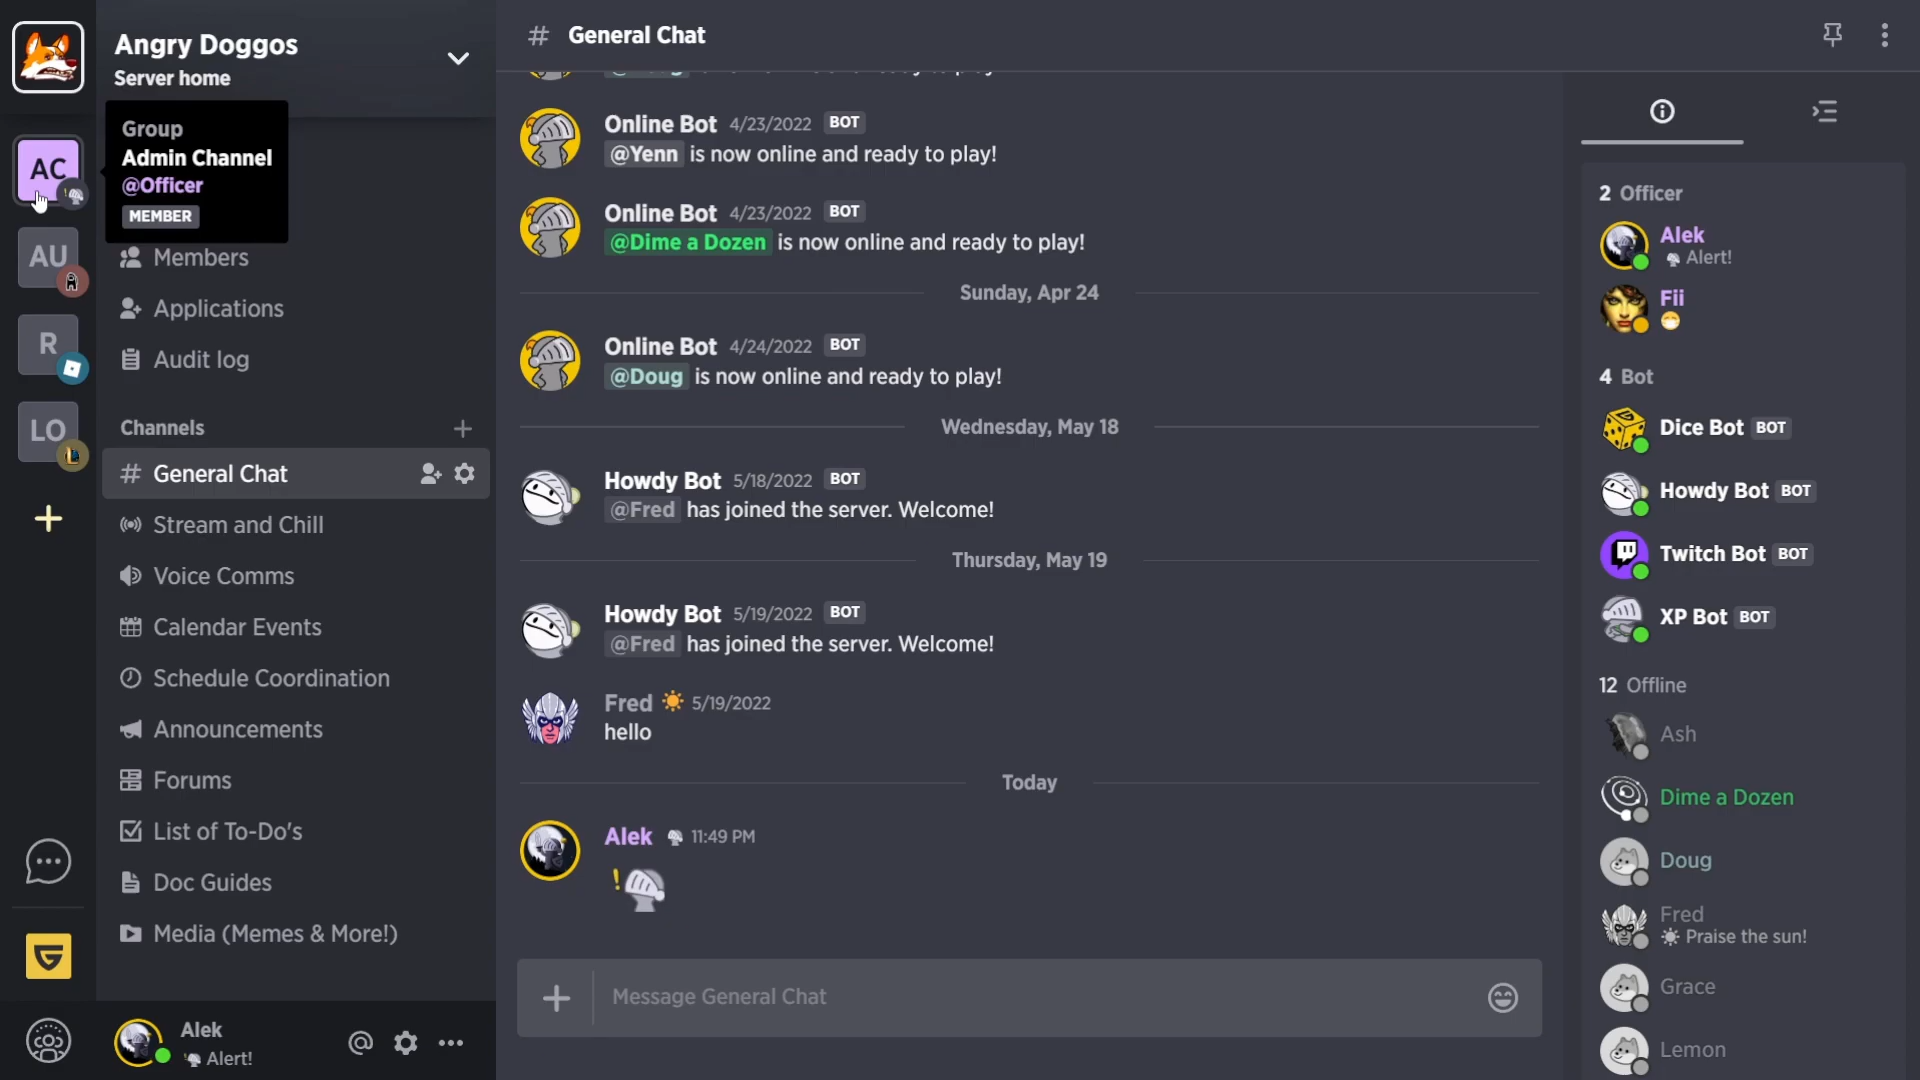 Angry Doggos
Server home
Group
Admin Channel
@Officer
MEMBER
AC
AU
R
LO
Members
Applications
Audit log
Channels
General Chat
Stream and Chill
Voice Comms
Calendar Events
Schedule Coordination
Announcements
Forums
List of To-Do's
Doc Guides
Media (Memes & More!)
Alek
Alert!
# General Chat
Online Bot 4/23/2022 BOT
@Yenn is now online and ready to play!
Online Bot 4/23/2022 BOT
@Dime a Dozen is now online and ready to play!
Sunday, Apr 24
Online Bot 4/24/2022 BOT
@Doug is now online and ready to play!
Wednesday, May 18
Howdy Bot 5/18/2022 BOT
@Fred has joined the server. Welcome!
Thursday, May 19
Howdy Bot 5/19/2022 BOT
@Fred has joined the server. Welcome!
Fred 5/19/2022
hello
Today
Alek 11:49 PM
Message General Chat
2 Officer
Alek
Alert!
Fii
4 Bot
Dice Bot BOT
Howdy Bot BOT
Twitch Bot BOT
XP Bot BOT
12 Offline
Ash
Dime a Dozen
Doug
Fred
Praise the sun!
Grace
Lemon